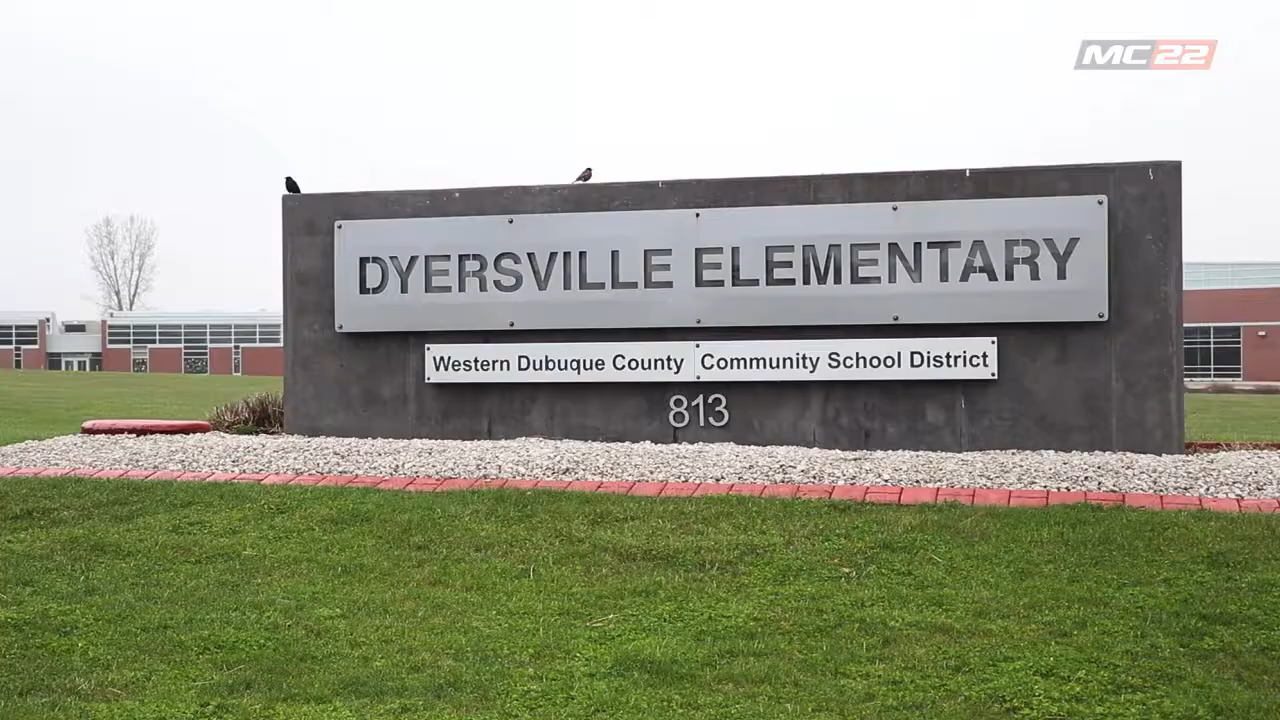 MC22
DYERSVILLE ELEMENTARY
Western Dubuque County Community School District
813